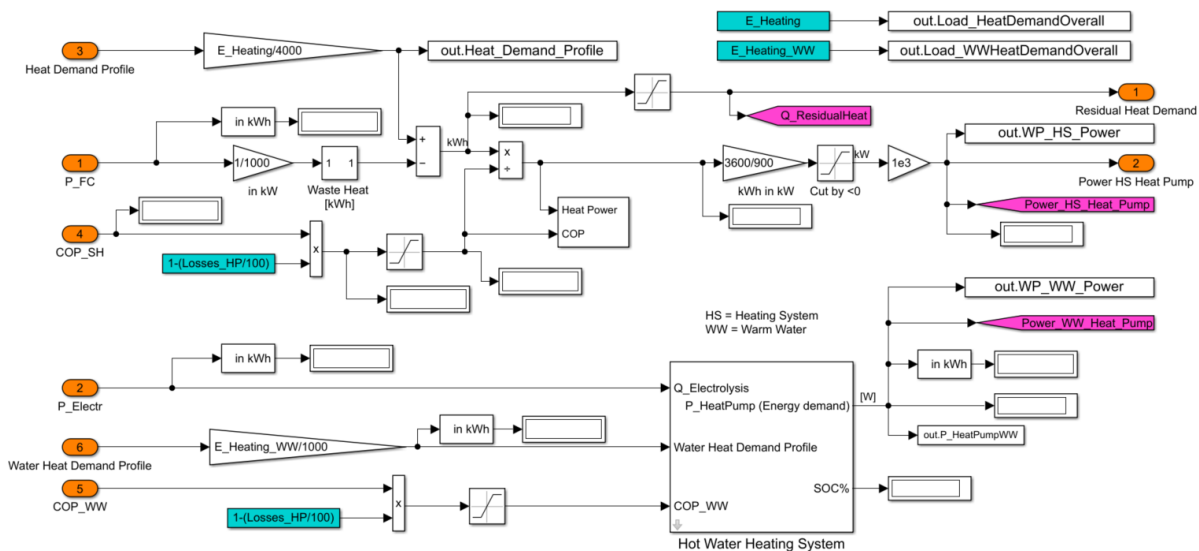 E_Heating
out.Load_HeatDemandOverall
3
Heat Demand Profile
E_Heating/4000
out.Heat_Demand_Profile
E_Heating_WW
out.Load_WWHeatDemandOverall
1
Residual Heat Demand
Q_ResidualHeat
in kWh
kWh
out.WP_HS_Power
+
−
1
P_FC
1/1000
in kW
1 1
Waste Heat
[kWh]
x
÷
3600/900
kWh in kW
kW
Cut by <0
1e3
2
Power HS Heat Pump
Heat Power
COP
Power_HS_Heat_Pump
4
COP_SH
1-(Losses_HP/100)
x
out.WP_WW_Power
HS = Heating System
WW = Warm Water
Power_WW_Heat_Pump
in kWh
in kWh
2
P_Electr
Q_Electrolysis
P_HeatPump (Energy demand)
[W]
in kWh
out.P_HeatPumpWW
6
Water Heat Demand Profile
E_Heating_WW/1000
Water Heat Demand Profile
5
COP_WW
1-(Losses_HP/100)
x
SOC%
COP_WW
Hot Water Heating System